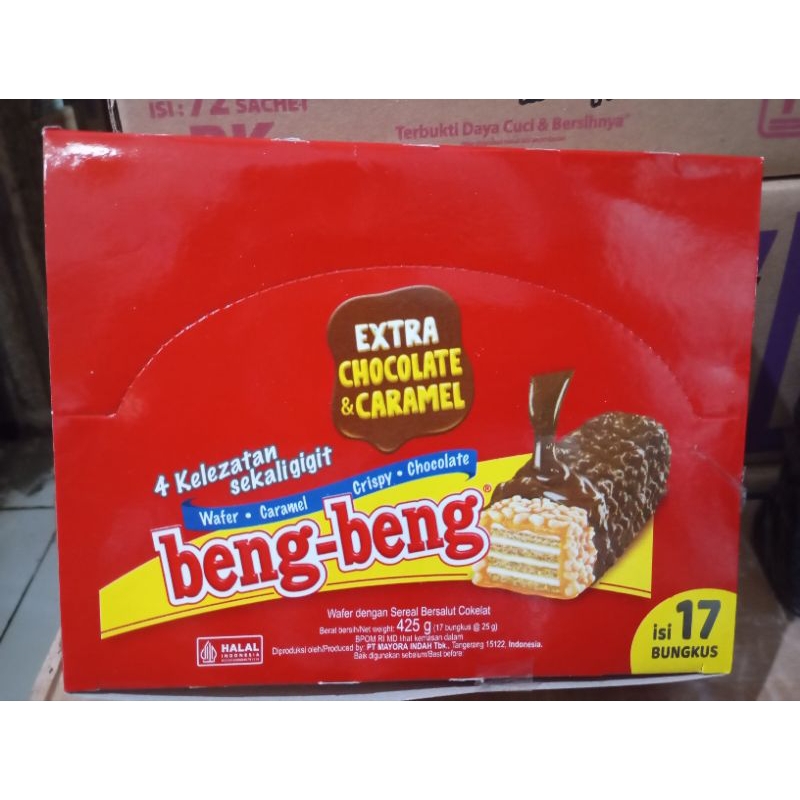 ISI : 72 SACHET
Terbukti Daya Cuci & Bersihnya
EXTRA
CHOCOLATE
& CARAMEL
4 Kelezatan
sekali gigit
Wafer • Caramel Crispy • Chocolate
beng-beng®
Wafer dengan Sereal Bersalut Cokelat
Berat bersih/Net weight: 425 g (17 bungkus @ 25 g)
BPOM RI MD lihat kemasan dalam
Diproduksi oleh/Produced by: PT MAYORA INDAH Tbk., Tangerang 15122, Indonesia.
Baik digunakan sebelum/Best before
HALAL
INDONESIA
isi 17
BUNGKUS